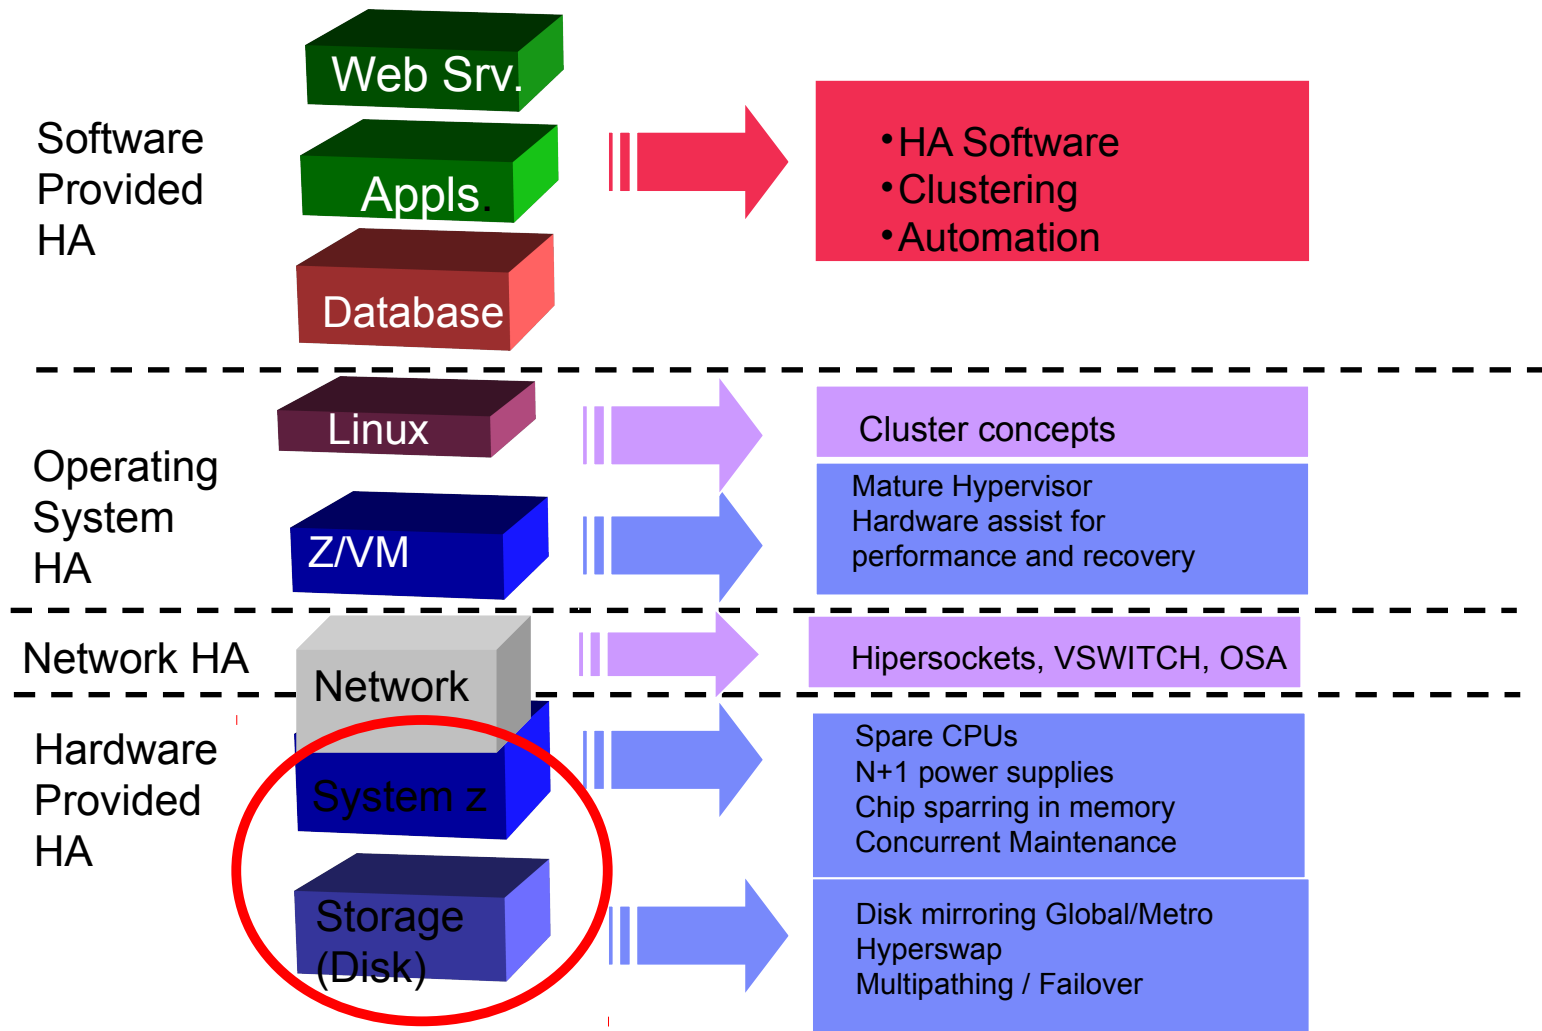 Software
Provided
HA
Web Srv.
Appls.
Database
•HA Software
•Clustering
•Automation
Operating
System
HA
Linux
Cluster concepts
Z/VM
Mature Hypervisor
Hardware assist for
performance and recovery
Network HA
Network
Hipersockets, VSWITCH, OSA
Hardware
Provided
HA
System z
Spare CPUs
N+1 power supplies
Chip sparring in memory
Concurrent Maintenance
Storage
(Disk)
Disk mirroring Global/Metro
Hyperswap
Multipathing / Failover